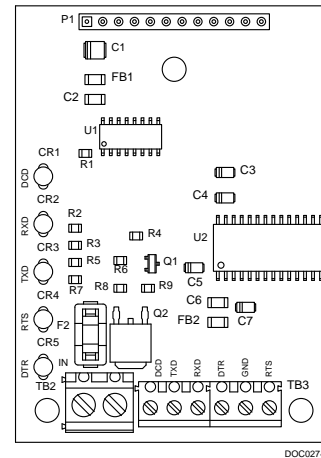 P1
C1
FB1
C2
U1
R1
CR1
DCD
C3
CR2
C4
RXD
R2
CR3
R3
R4
U2
TXD
R5
R6
Q1
C5
R7
CR4
R8
R9
C6
RTS
F2
Q2
FB2
C7
CR5
DTR
IN
TB2
DCD
TXD
RXD
DTR
GND
RTS
TB3